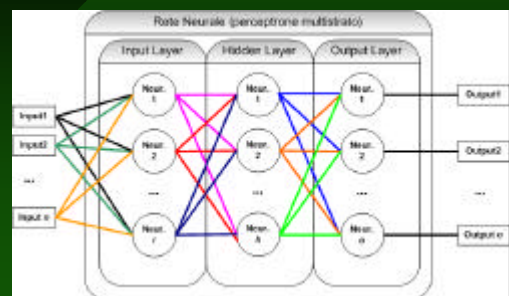 Rete Neurale (perceptrone multistrato)
Input Layer
Hidden Layer
Output Layer
Input1
Input2
...
Input n
Neur.
1
Neur.
2
...
Neur.
i
Neur.
1
Neur.
2
...
Neur.
h
Neur.
1
Neur.
2
...
Neur.
o
Output1
Output2
...
Output o